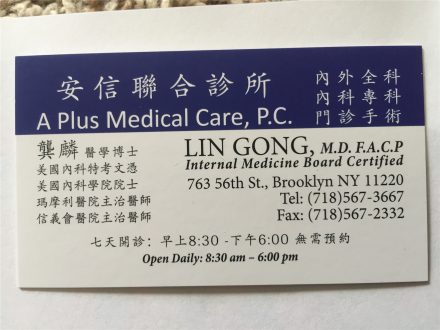 安信聯合診所
內外全科
內科專科
門診手術
A Plus Medical Care, P.C.
龔麟 醫學博士
美國內科特考文憑
美國內科學院院士
瑪摩利醫院主治醫師
信義會醫院主治醫師
LIN GONG, M.D. F.A.C.P
Internal Medicine Board Certified
763 56th St., Brooklyn NY 11220
Tel: (718)567-3667
Fax: (718)567-2332
七天開診：早上8:30 -下午6:00 無需預約
Open Daily: 8:30 am – 6:00 pm